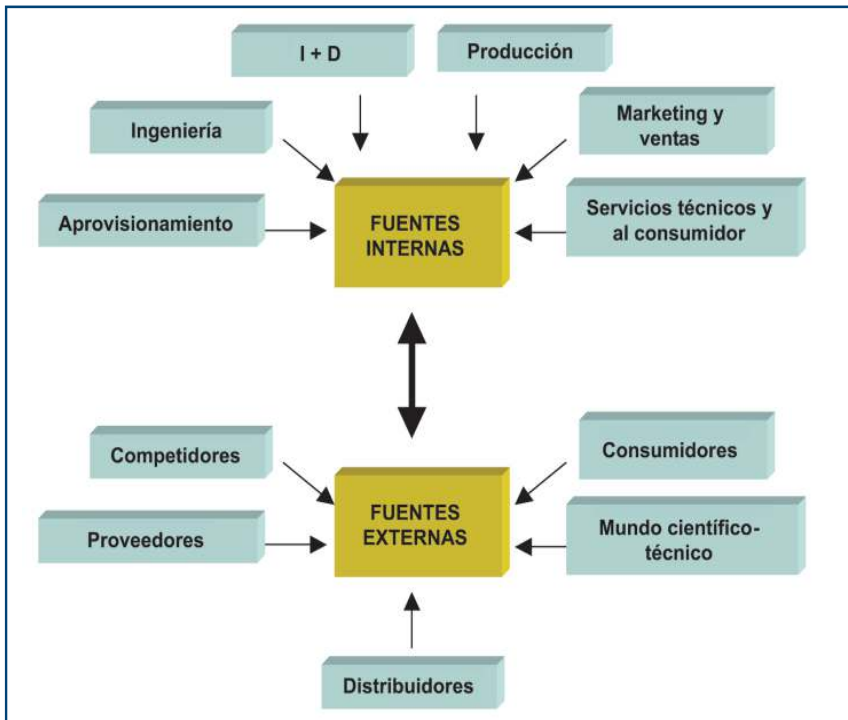 I + D
Producción
Ingeniería
Marketing y
ventas
Aprovisionamiento
FUENTES
INTERNAS
Servicios técnicos y
al consumidor
Competidores
Consumidores
Proveedores
FUENTES
EXTERNAS
Mundo científico-
técnico
Distribuidores